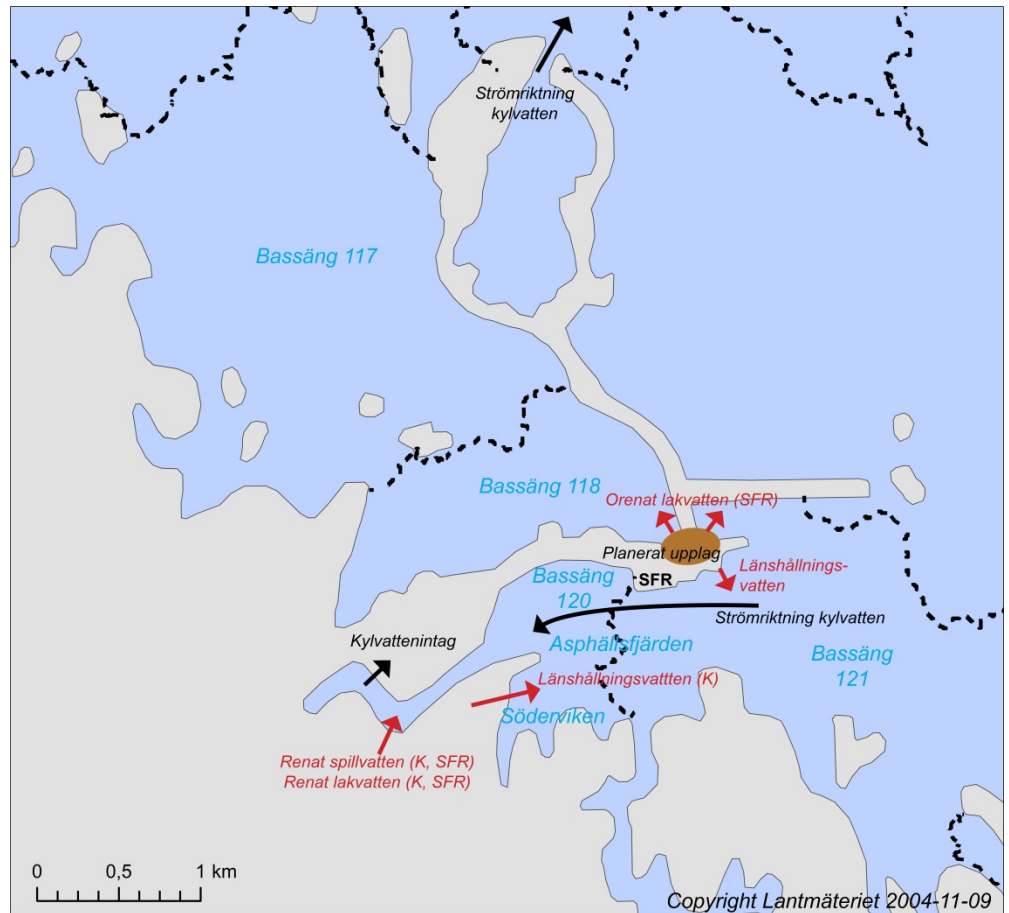 Strömriktning
kylvatten
Bassäng 117
Bassäng 118
Orenat lakvatten (SFR)
Planerat upplag
SFR
Länshållnings-
vatten
Bassäng
120
Strömriktning kylvatten
Kylvattenintag
Asphällsfjärden
Bassäng
121
Länshållningsvattten (K)
Söderviken
Renat spillvatten (K, SFR)
Renat lakvatten (K, SFR)
0 0,5 1 km
Copyright Lantmäteriet 2004-11-09